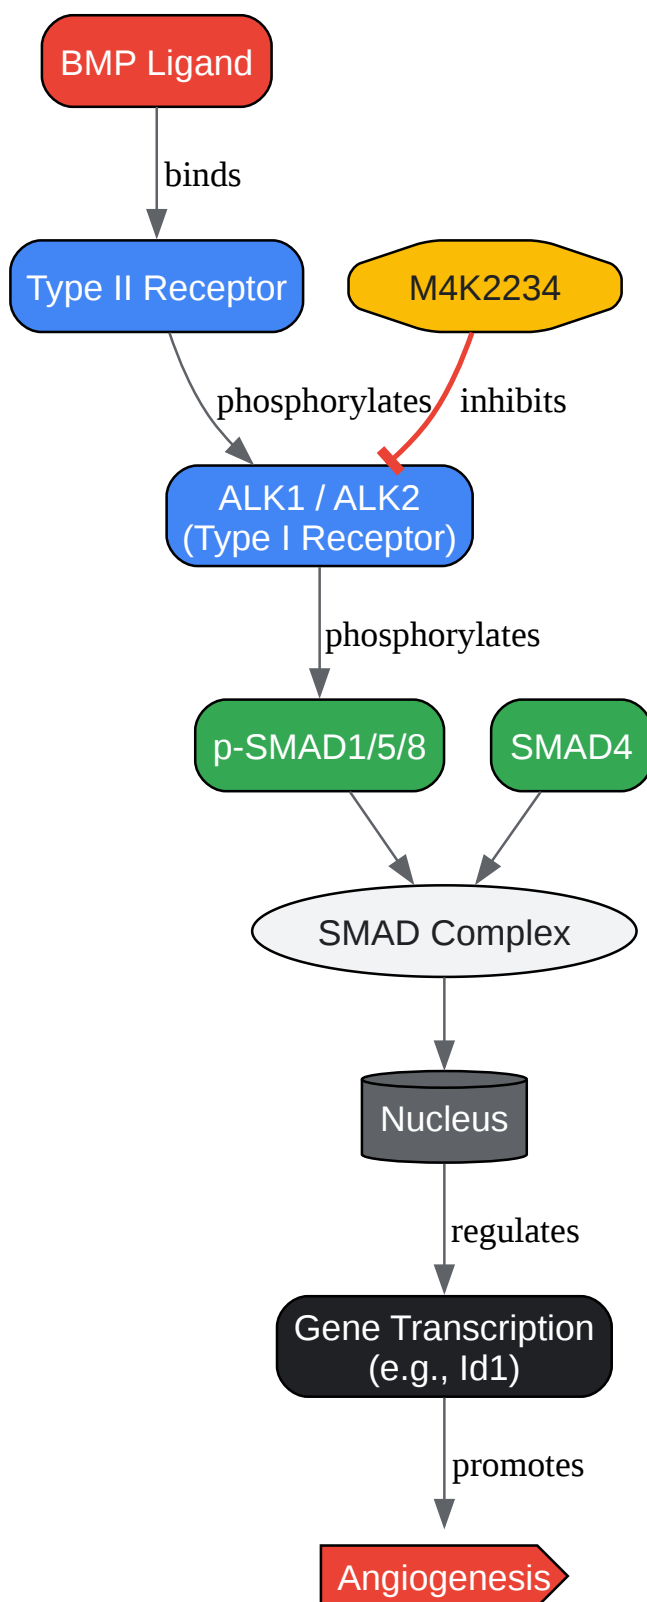 BMP Ligand
binds
Type II Receptor
M4K2234
phosphorylates
inhibits
ALK1 / ALK2
(Type I Receptor)
phosphorylates
p-SMAD1/5/8
SMAD4
SMAD Complex
Nucleus
regulates
Gene Transcription
(e.g., Id1)
promotes
Angiogenesis